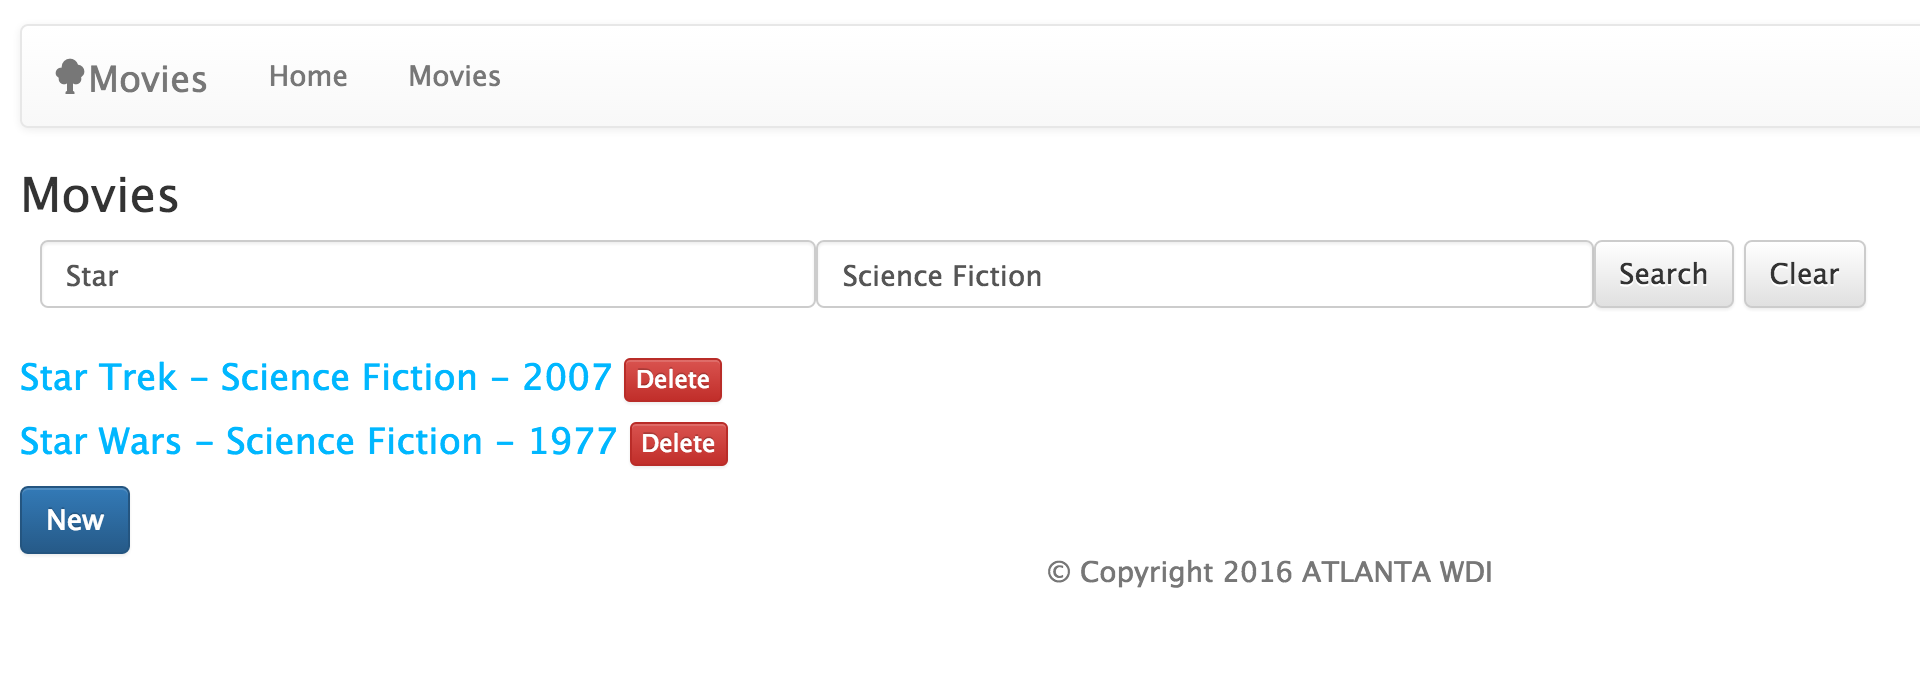 Movies Home Movies
Movies
Star Science Fiction Search Clear
Star Trek – Science Fiction – 2007 Delete
Star Wars – Science Fiction – 1977 Delete
New
© Copyright 2016 ATLANTA WDI